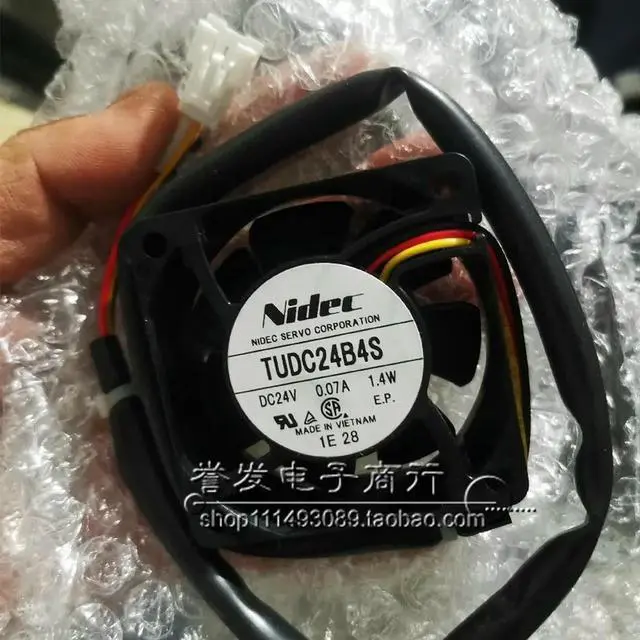 Nidec
NIDEC SERVO CORPORATION
TUDC24B4S
DC24V 0.07A 1.4W
E.P.
MADE IN VIETNAM
1E 28
誉发电子商行
shop111493089.taobao.com